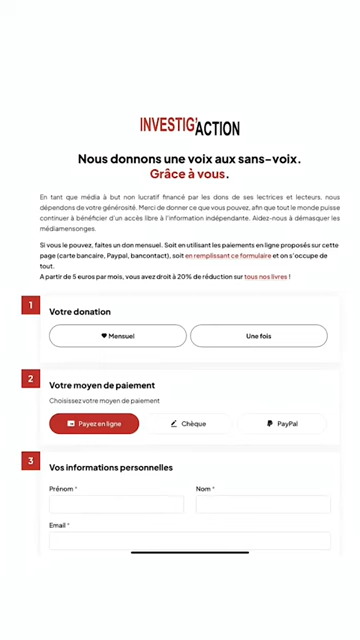 INVESTIG'ACTION
Nous donnons une voix aux sans-voix.
Grâce à vous.
En tant que média à but non lucratif financé par les dons de ses lectrices et lecteurs, nous
dépendons de votre générosité. Merci de donner ce que vous pouvez, afin que tout le monde puisse
continuer à bénéficier d'un accès libre à l'information indépendante. Aidez-nous à démasquer les
médiamensonges.
Si vous le pouvez, faites un don mensuel. Soit en utilisant les paiements en ligne proposés sur cette
page (carte bancaire, Paypal, bancontact), soit en remplissant ce formulaire et on s'occupe de
tout.
A partir de 5 euros par mois, vous avez droit à 20% de réduction sur tous nos livres !
1
Votre donation
Mensuel
Une fois
2
Votre moyen de paiement
Choisissez votre moyen de paiement
Payez en ligne
Chèque
PayPal
3
Vos informations personnelles
Prénom *
Nom *
Email *